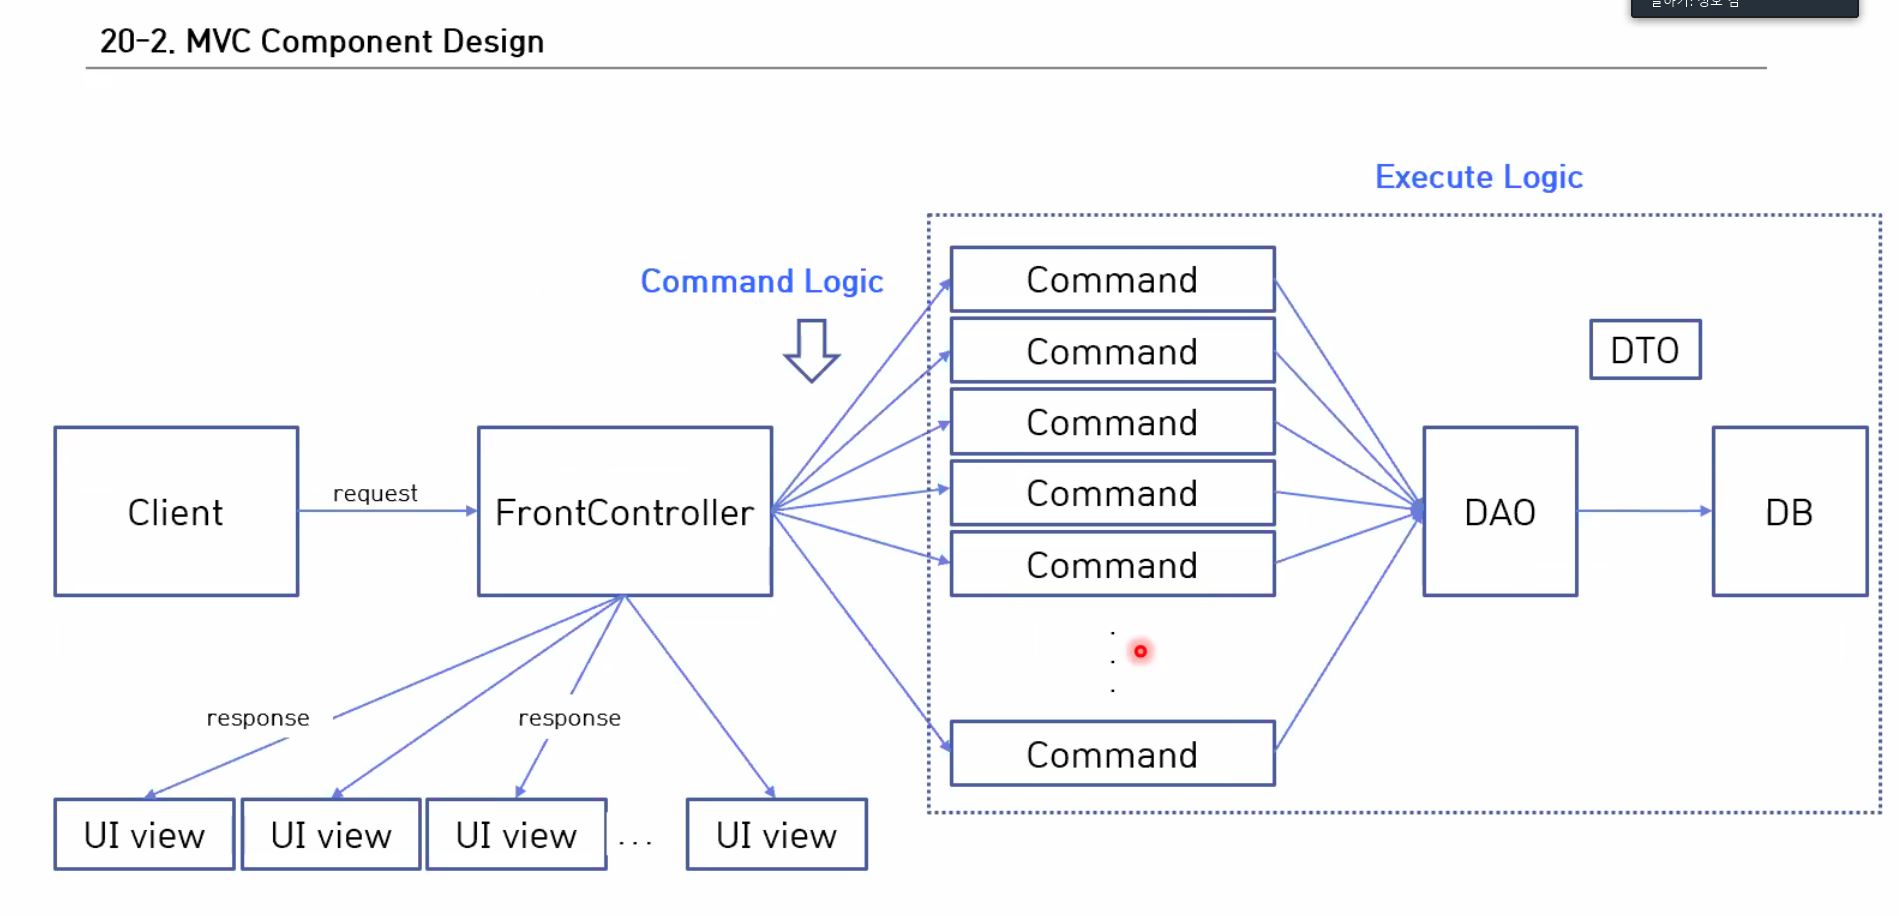 20-2. MVC Component Design
Execute Logic
Command Logic
Command
Command
DTO
Command
Client
request
FrontController
Command
DAO
DB
Command
response
response
Command
UI view
UI view
UI view
...
UI view